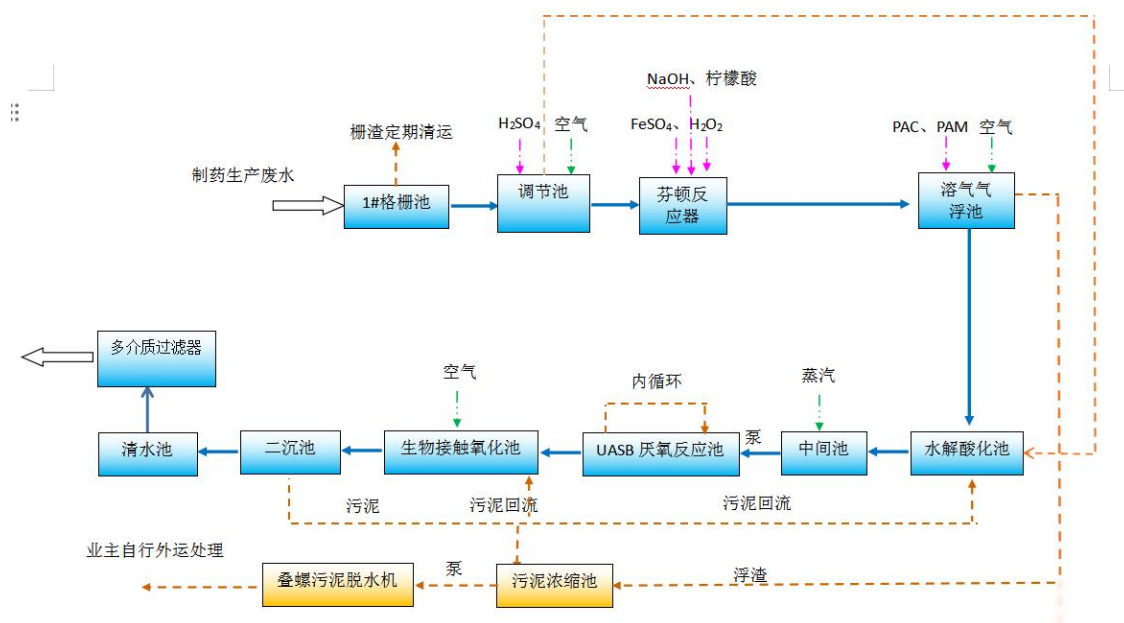 NaOH、柠檬酸
H₂SO₄
空气
FeSO₄、H₂O₂
PAC、PAM
空气
栅渣定期清运
制药生产废水
1#格栅池
调节池
芬顿反
应器
溶气气
浮池
多介质过滤器
空气
内循环
蒸汽
清水池
二沉池
生物接触氧化池
UASB 厌氧反应池
泵
中间池
水解酸化池
污泥
污泥回流
污泥回流
业主自行外运处理
叠螺污泥脱水机
泵
污泥浓缩池
浮渣